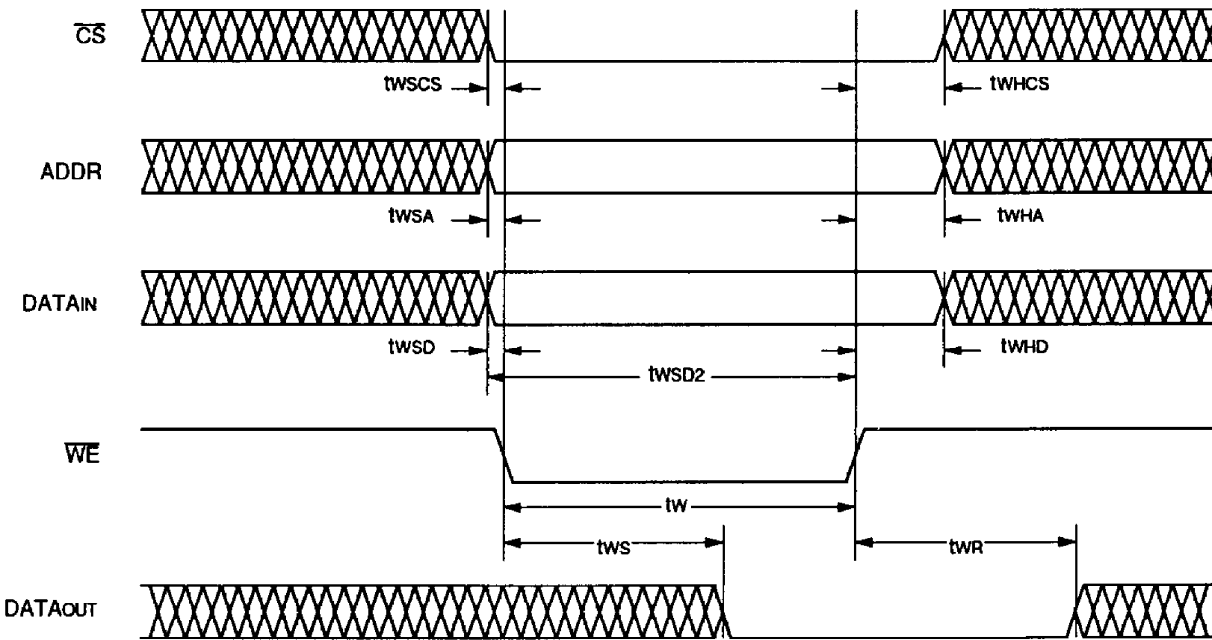 CS
tWSCS
tWHCS
ADDR
tWSA
tWHA
DATAIN
tWSD
tWHD
tWSD2
WE
tW
tWS
tWR
DATAOUT